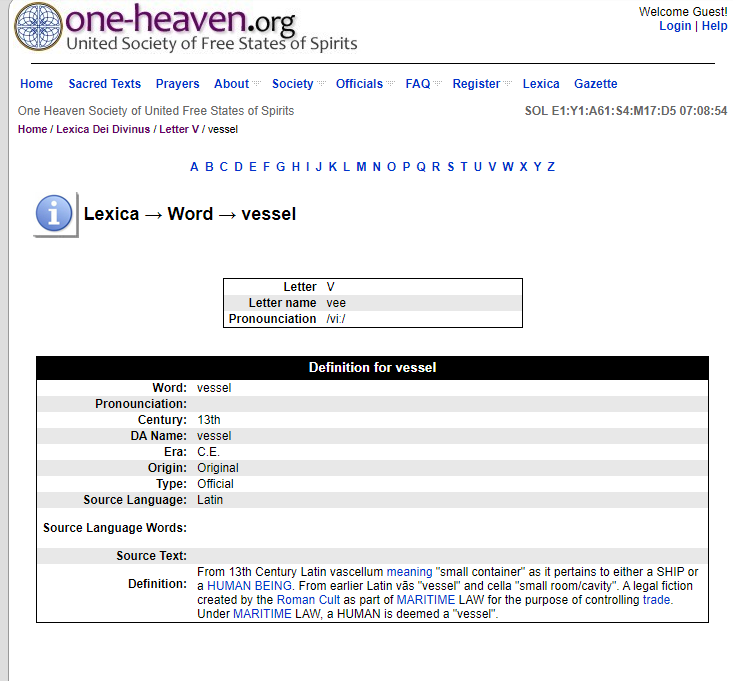 one-heaven.org
United Society of Free States of Spirits
Welcome Guest!
Login | Help
Home Sacred Texts Prayers About Society Officials FAQ Register Lexica Gazette
One Heaven Society of United Free States of Spirits SOL E1:Y1:A61:S4:M17:D5 07:08:54
Home / Lexica Dei Divinus / Letter V / vessel
A B C D E F G H I J K L M N O P Q R S T U V W X Y Z
i
Lexica → Word → vessel
Letter V
Letter name vee
Pronounciation /viː/
Definition for vessel
Word: vessel
Pronounciation:
Century: 13th
DA Name: vessel
Era: C.E.
Origin: Original
Type: Official
Source Language: Latin
Source Language Words:
Source Text:
Definition: From 13th Century Latin vascellum meaning "small container" as it pertains to either a SHIP or
a HUMAN BEING. From earlier Latin vās "vessel" and cella "small room/cavity". A legal fiction
created by the Roman Cult as part of MARITIME LAW for the purpose of controlling trade.
Under MARITIME LAW, a HUMAN is deemed a "vessel".